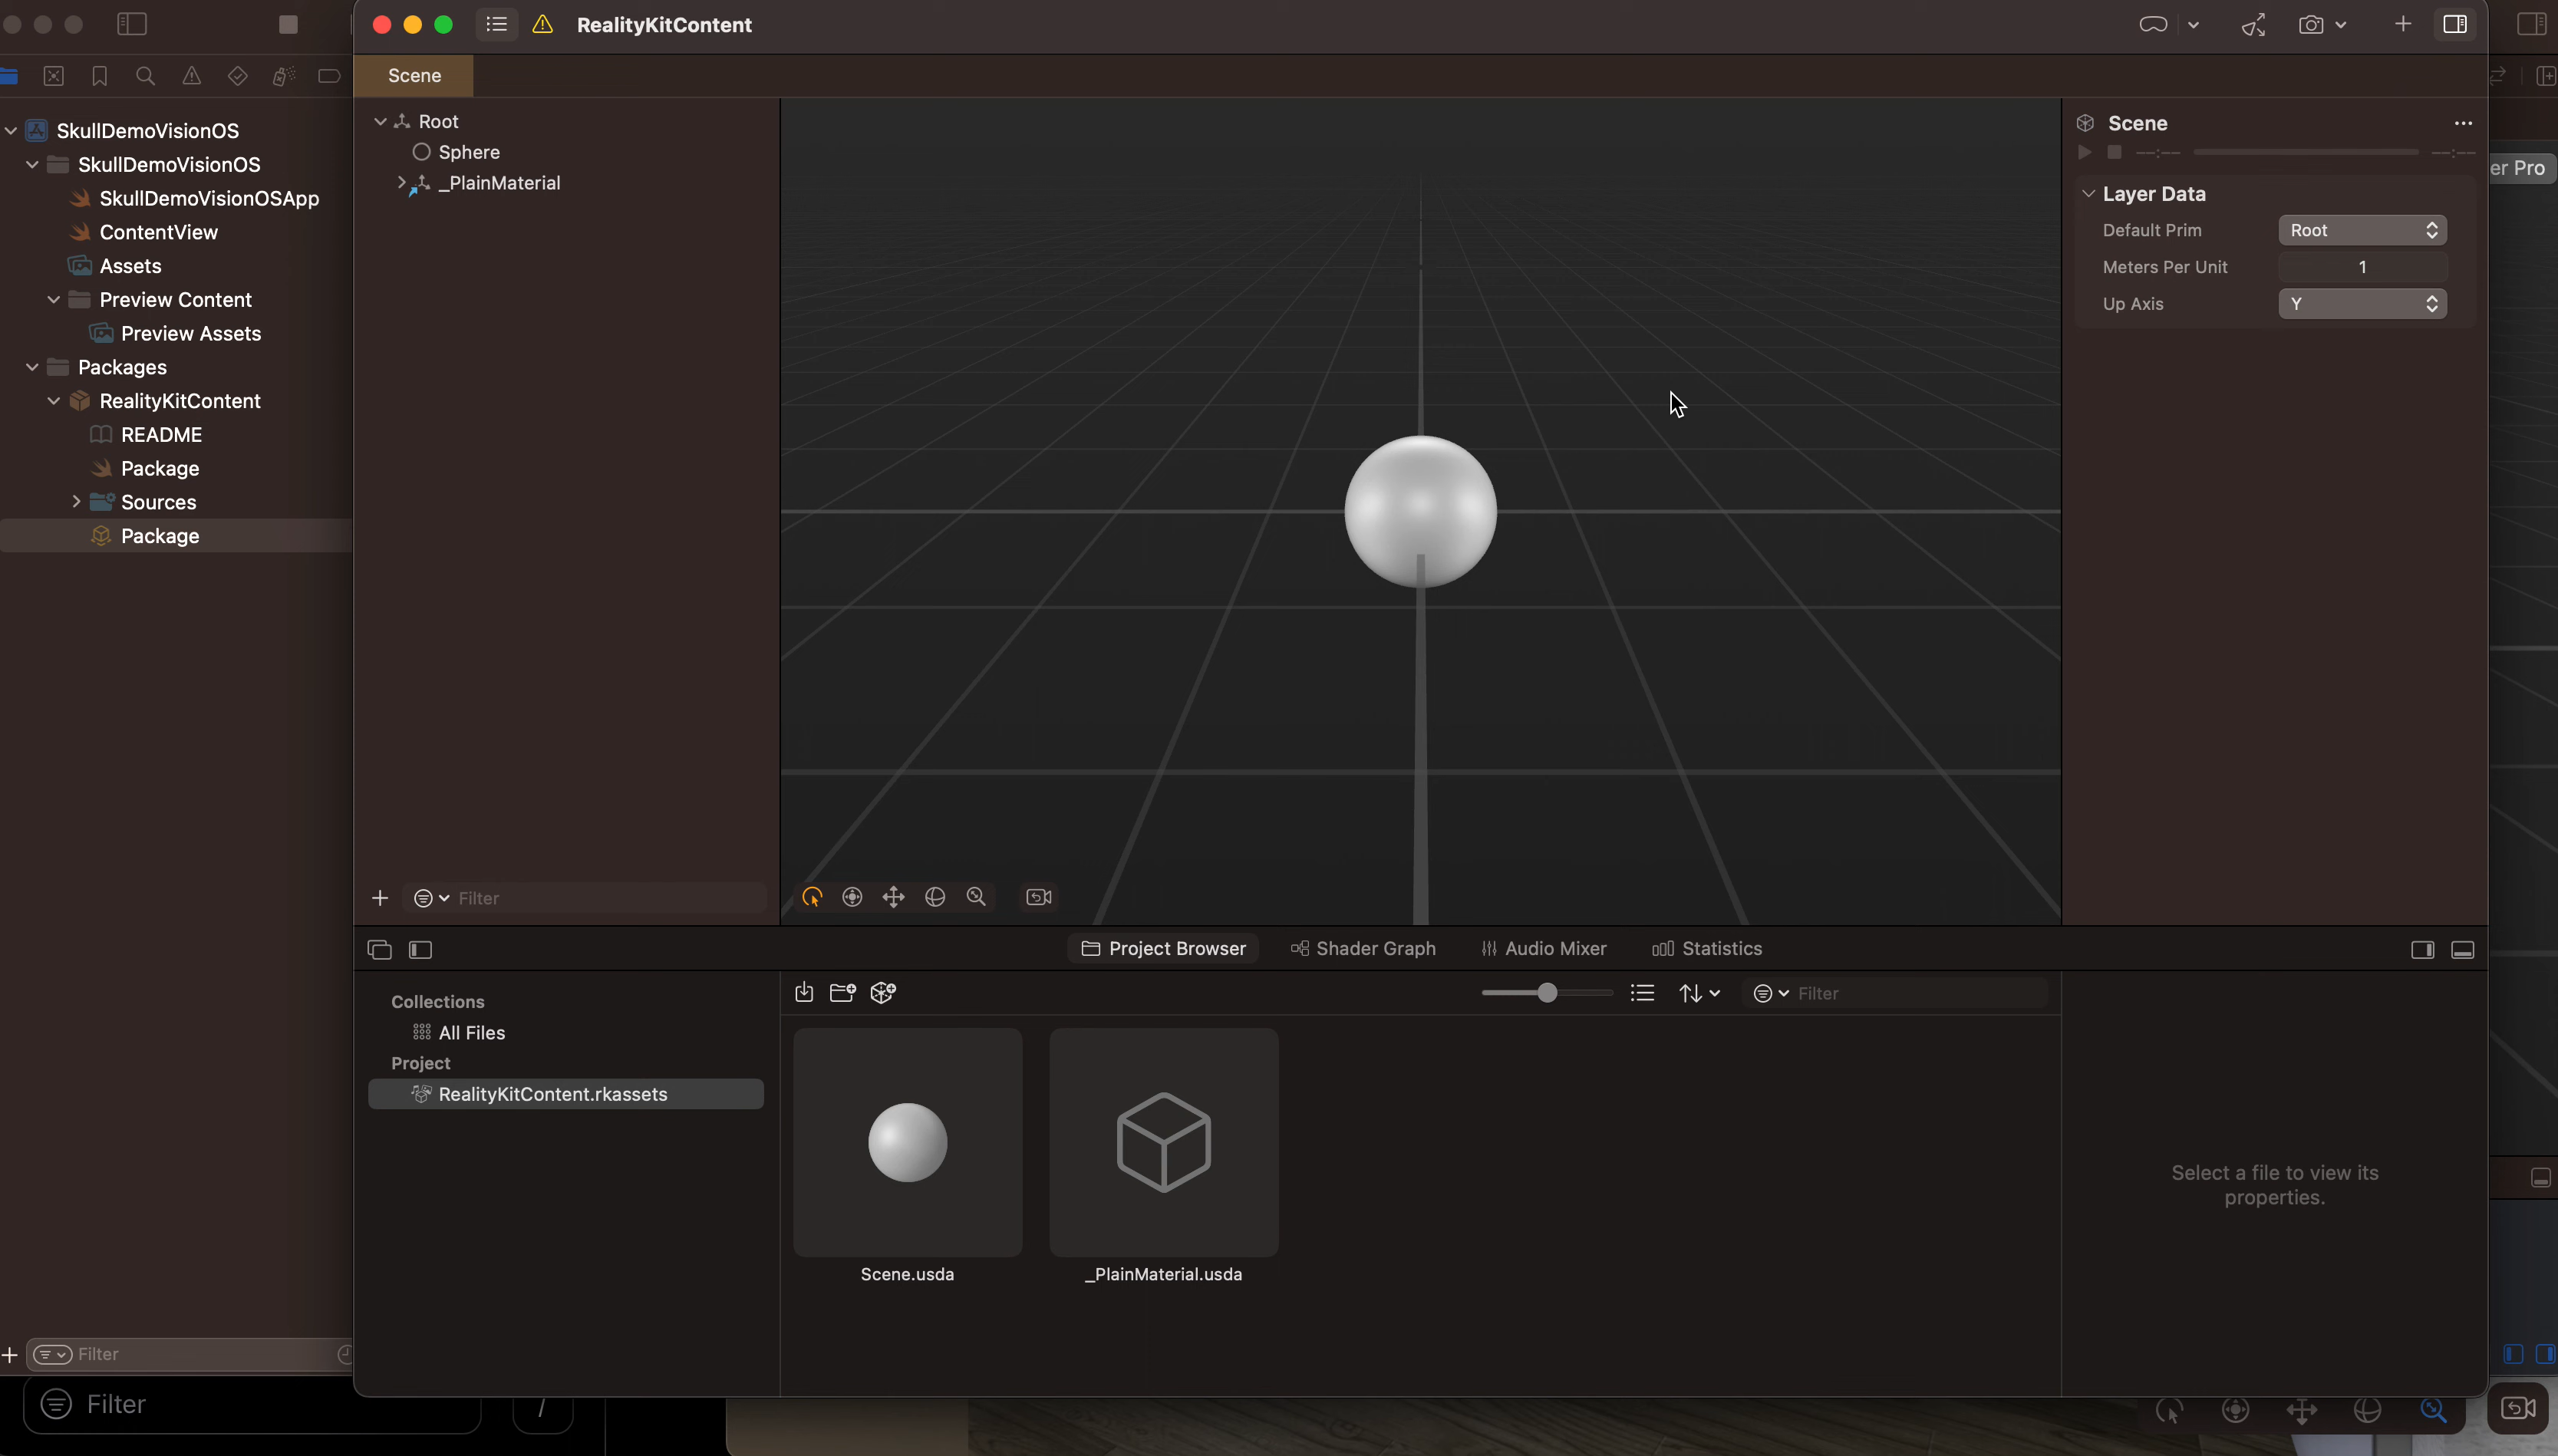 RealityKitContent
Scene
SkullDemoVisionOS
SkullDemoVisionOS
SkullDemoVisionOSApp
ContentView
Assets
Preview Content
Preview Assets
Packages
RealityKitContent
README
Package
Sources
Package
Filter
Filter
Root
Sphere
_PlainMaterial
Filter
Scene
--:--
--:--
Layer Data
Default Prim Root
Meters Per Unit 1
Up Axis Y
er Pro
Project Browser
Shader Graph
Audio Mixer
Statistics
Collections
All Files
Project
RealityKitContent.rkassets
Filter
Scene.usda
_PlainMaterial.usda
Select a file to view its
properties.